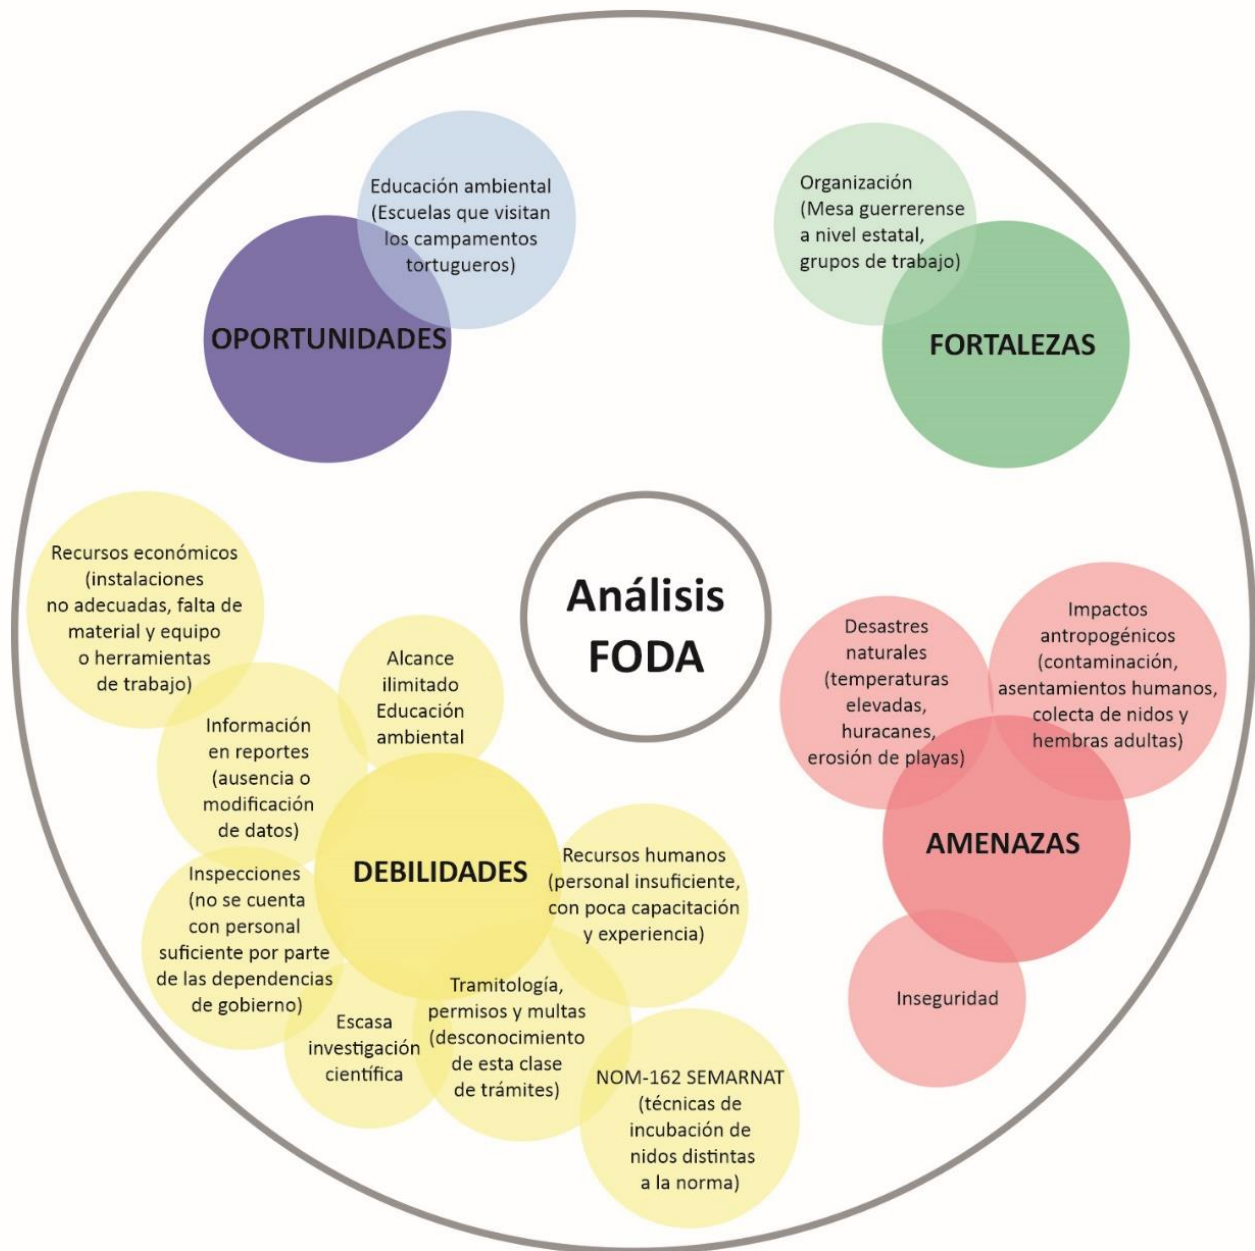 Educación ambiental
(Escuelas que visitan
los campamentos
tortugueros)
OPORTUNIDADES
Organización
(Mesa guerrerense
a nivel estatal,
grupos de trabajo)
FORTALEZAS
Análisis
FODA
Recursos económicos
(instalaciones
no adecuadas, falta de
material y equipo
o herramientas
de trabajo)
Alcance
ilimitado
Educación
ambiental
Información
en reportes
(ausencia o
modificación
de datos)
DEBILIDADES
Inspecciones
(no se cuenta
con personal
suficiente por parte
de las dependencias
de gobierno)
Recursos humanos
(personal insuficiente,
con poca capacitación
y experiencia)
Escasa
investigación
científica
Tramitología,
permisos y multas
(desconocimiento
de esta clase
de trámites)
NOM-162 SEMARNAT
(técnicas de
incubación de
nidos distintas
a la norma)
Desastres
naturales
(temperaturas
elevadas,
huracanes,
erosión de playas)
Impactos
antropogénicos
(contaminación,
asentamientos humanos,
colecta de nidos y
hembras adultas)
AMENAZAS
Inseguridad